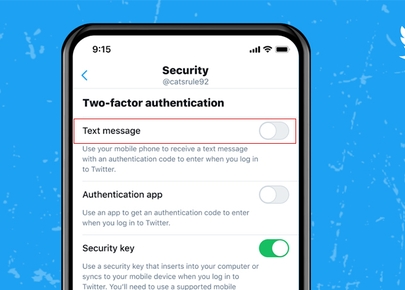 9:15
Security
@catsrule92
Two-factor authentication
Text message
Use your mobile phone to receive a text message
with an authentication code to enter when you log in
to Twitter.
Authentication app
Use an app to get an authentication code to enter
when you log in to Twitter.
Security key
Use a security key that inserts into your computer or
syncs to your mobile device when you log in to
Twitter. You'll need to use a supported mobile